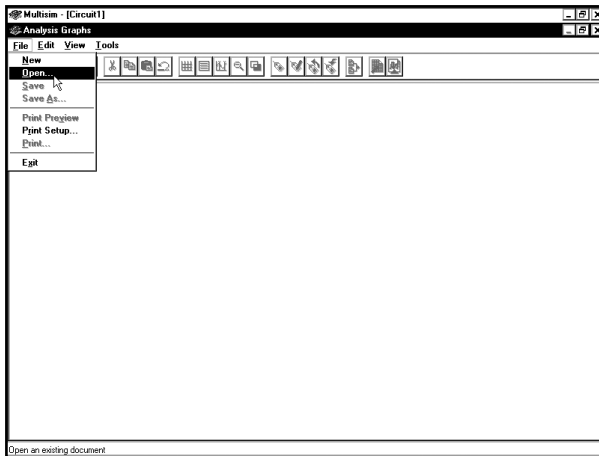 Multisim - [Circuit1]
Analysis Graphs
File Edit View Tools
New
Open...
Save
Save As...
Print Preview
Print Setup...
Print...
Exit
Open an existing document